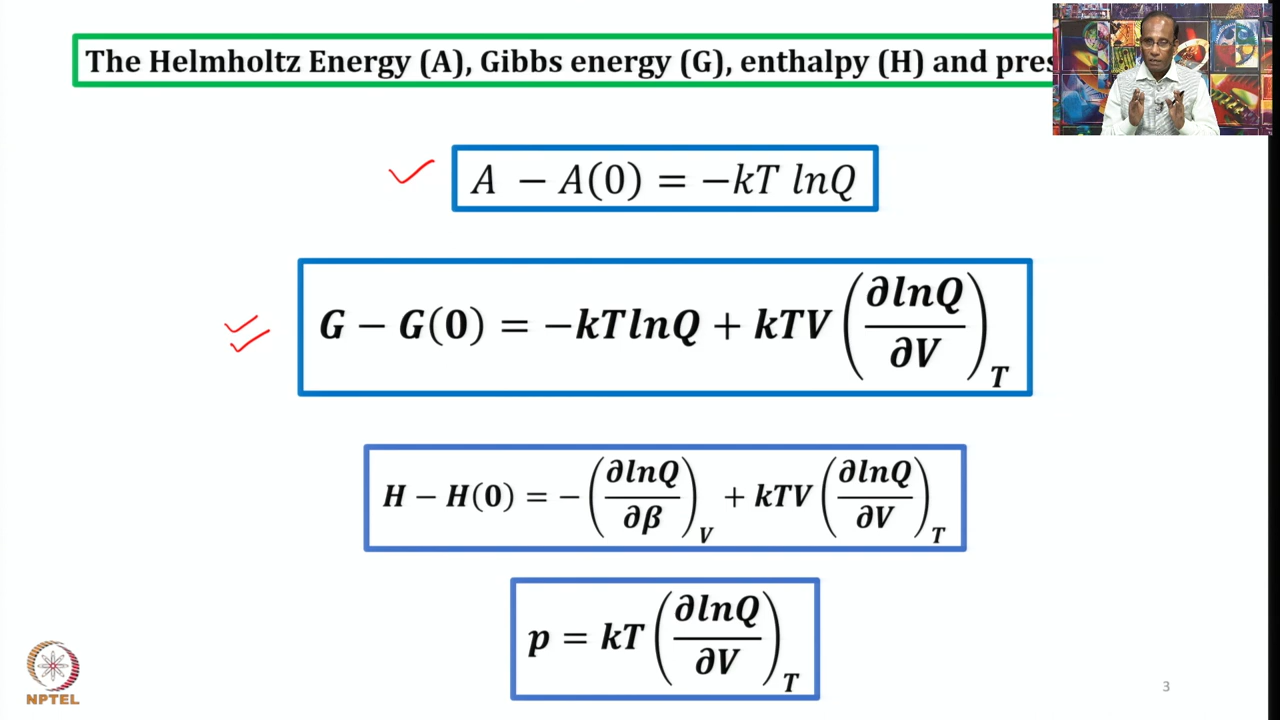 The Helmholtz Energy (A), Gibbs energy (G), enthalpy (H) and pres
A − A(0) = −kT lnQ
G − G(0) = −kTlnQ + kTV (∂lnQ/∂V)_T
H − H(0) = −(∂lnQ/∂β)_V + kTV (∂lnQ/∂V)_T
p = kT (∂lnQ/∂V)_T
NPTEL
3